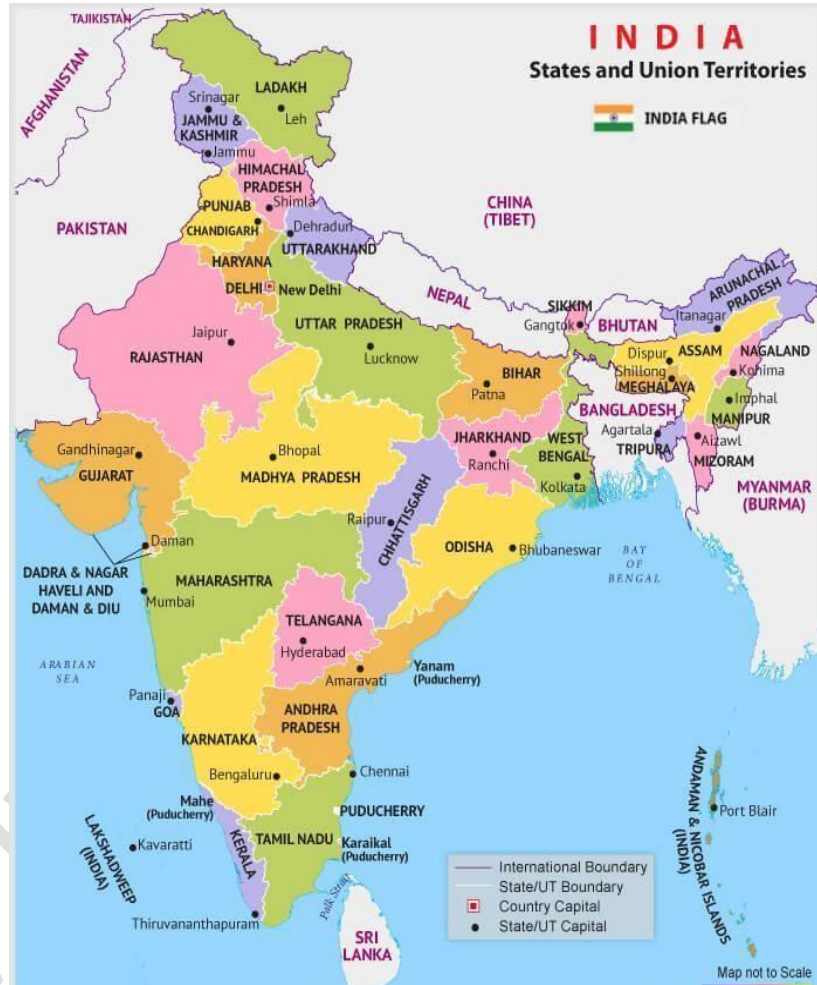 TAJIKISTAN
AFGHANISTAN
PAKISTAN
I N D I A
States and Union Territories
INDIA FLAG
LADAKH
Leh
Srinagar
JAMMU &
KASHMIR
Jammu
HIMACHAL
PRADESH
Shimla
PUNJAB
CHANDIGARH
Dehradun
UTTARAKHAND
HARYANA
DELHI
New Delhi
CHINA
(TIBET)
NEPAL
UTTAR PRADESH
Lucknow
Jaipur
RAJASTHAN
SIKKIM
Gangtok
BHUTAN
ARUNACHAL
PRADESH
Itanagar
Dispur
ASSAM
NAGALAND
Shillong
Kohima
MEGHALAYA
Imphal
MANIPUR
BIHAR
Patna
BANGLADESH
Agartala
TRIPURA
Aizawl
MIZORAM
MYANMAR
(BURMA)
JHARKHAND
Ranchi
WEST
BENGAL
Kolkata
Gandhinagar
GUJARAT
Bhopal
MADHYA PRADESH
CHHATTISGARH
Raipur
ODISHA
Bhubaneswar
BAY
OF
BENGAL
Daman
DADRA & NAGAR
HAVELI AND
DAMAN & DIU
MAHARASHTRA
Mumbai
TELANGANA
Hyderabad
ARABIAN
SEA
Amaravati
Yanam
(Puducherry)
Panaji
GOA
ANDHRA
PRADESH
KARNATAKA
Bengaluru
Chennai
Mahe
(Puducherry)
PUDUCHERRY
TAMIL NADU
Karaikal
(Puducherry)
KERALA
LAKSHADWEEP
(INDIA)
Kavaratti
Thiruvananthapuram
Palk Strait
SRI
LANKA
ANDAMAN & NICOBAR ISLANDS
(INDIA)
Port Blair
International Boundary
State/UT Boundary
Country Capital
State/UT Capital
Map not to Scale